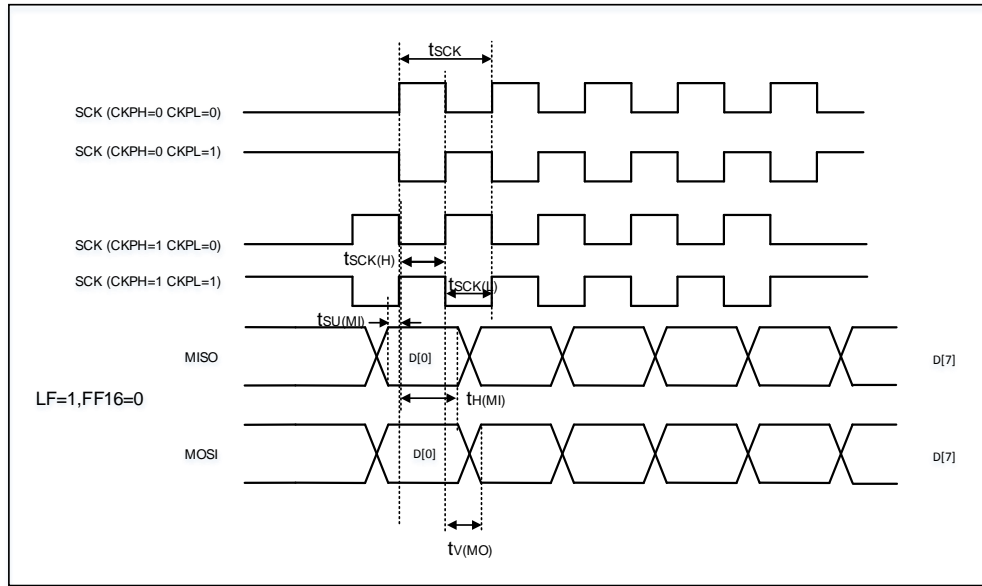 tSCK
SCK (CKPH=0 CKPL=0)
SCK (CKPH=0 CKPL=1)
SCK (CKPH=1 CKPL=0)
tSCK(H)
SCK (CKPH=1 CKPL=1)
tSCK(L)
tSU(MI)
MISO
D[0]
D[7]
LF=1,FF16=0
tH(MI)
MOSI
D[0]
D[7]
tV(MO)